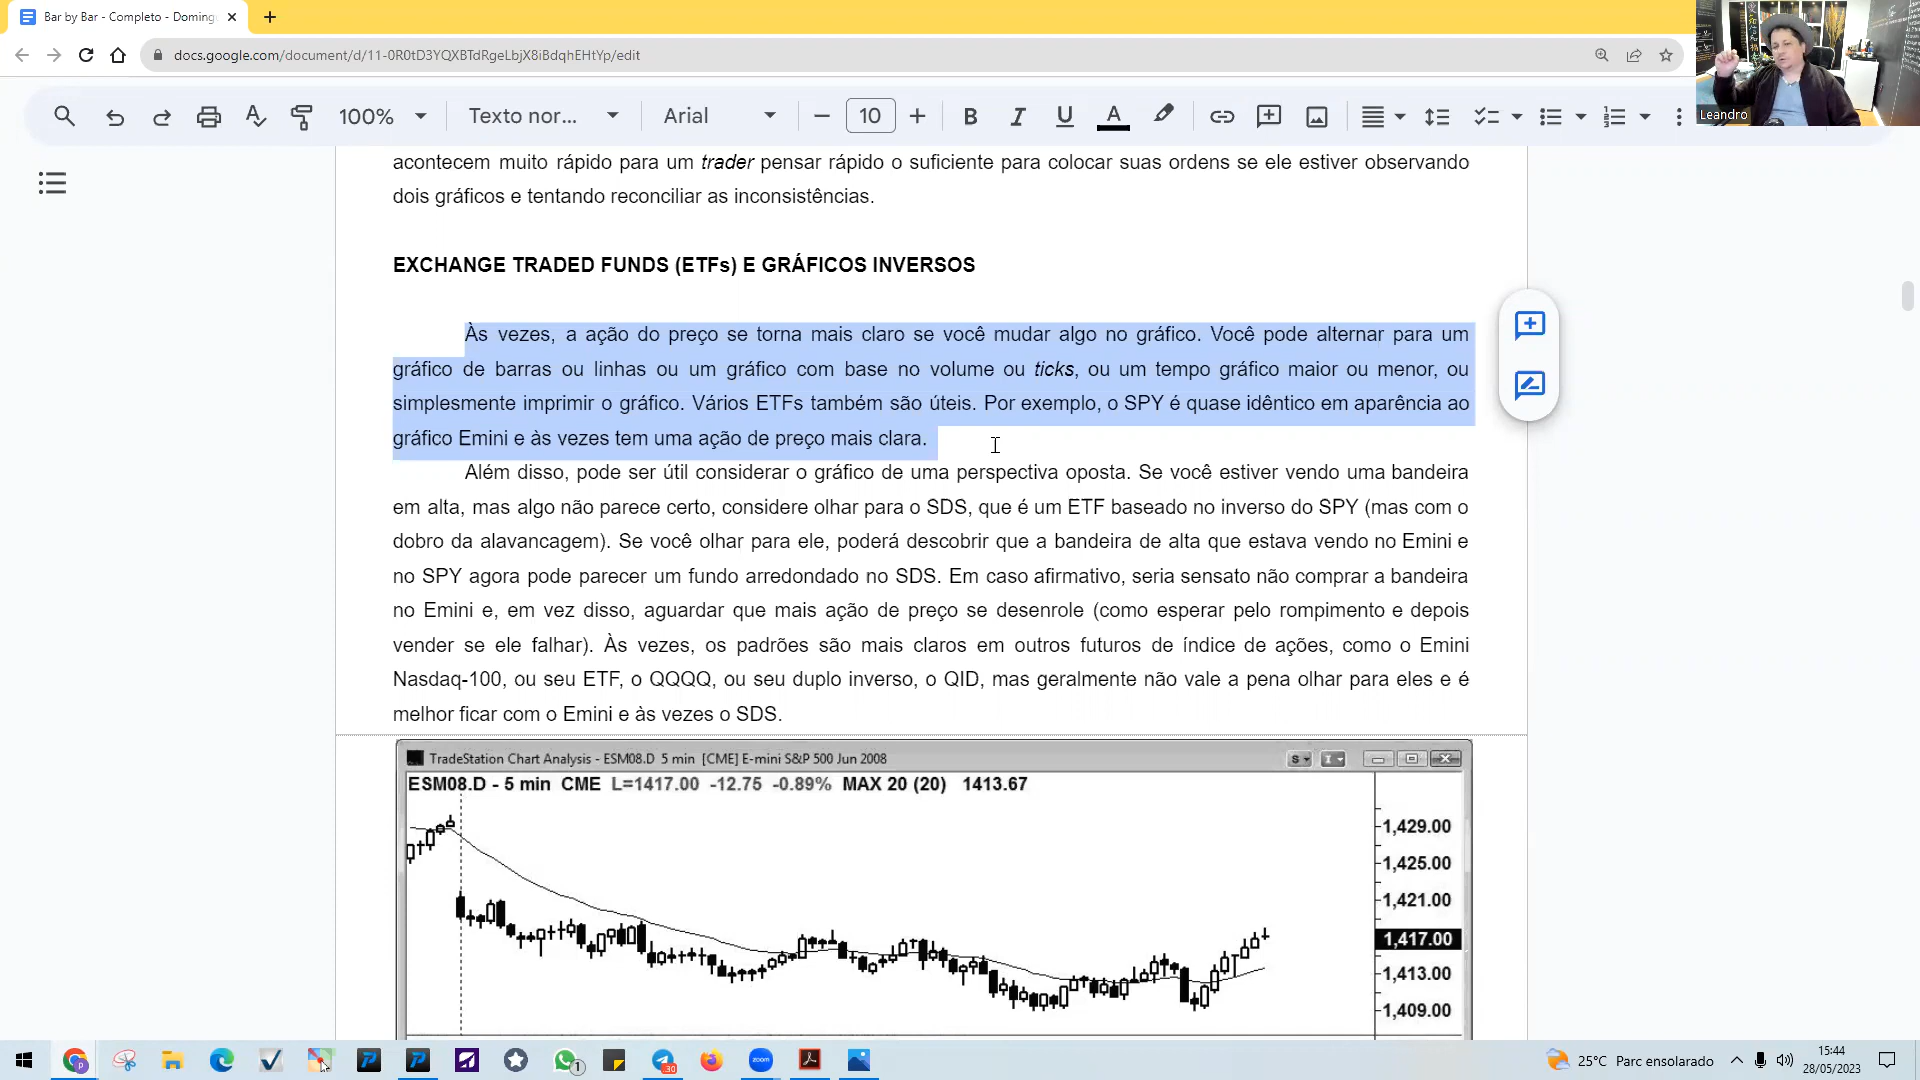 Bar by Bar - Completo - Doming
docs.google.com/document/d/11-0R0tD3YQXBTdRgeLbjX8iBdqhEHtYp/edit
Leandro
100%
Texto nor...
Arial
10
acontecem muito rápido para um trader pensar rápido o suficiente para colocar suas ordens se ele estiver observando
dois gráficos e tentando reconciliar as inconsistências.
EXCHANGE TRADED FUNDS (ETFs) E GRÁFICOS INVERSOS
Às vezes, a ação do preço se torna mais claro se você mudar algo no gráfico. Você pode alternar para um
gráfico de barras ou linhas ou um gráfico com base no volume ou ticks, ou um tempo gráfico maior ou menor, ou
simplesmente imprimir o gráfico. Vários ETFs também são úteis. Por exemplo, o SPY é quase idêntico em aparência ao
gráfico Emini e às vezes tem uma ação de preço mais clara.
Além disso, pode ser útil considerar o gráfico de uma perspectiva oposta. Se você estiver vendo uma bandeira
em alta, mas algo não parece certo, considere olhar para o SDS, que é um ETF baseado no inverso do SPY (mas com o
dobro da alavancagem). Se você olhar para ele, poderá descobrir que a bandeira de alta que estava vendo no Emini e
no SPY agora pode parecer um fundo arredondado no SDS. Em caso afirmativo, seria sensato não comprar a bandeira
no Emini e, em vez disso, aguardar que mais ação de preço se desenrole (como esperar pelo rompimento e depois
vender se ele falhar). Às vezes, os padrões são mais claros em outros futuros de índice de ações, como o Emini
Nasdaq-100, ou seu ETF, o QQQQ, ou seu duplo inverso, o QID, mas geralmente não vale a pena olhar para eles e é
melhor ficar com o Emini e às vezes o SDS.
TradeStation Chart Analysis - ESM08.D 5 min [CME] E-mini S&P 500 Jun 2008
ESM08.D - 5 min CME L=1417.00 -12.75 -0.89% MAX 20 (20) 1413.67
1,429.00
1,425.00
1,421.00
1,417.00
1,413.00
1,409.00
25°C Parc ensolarado
15:44
28/05/2023